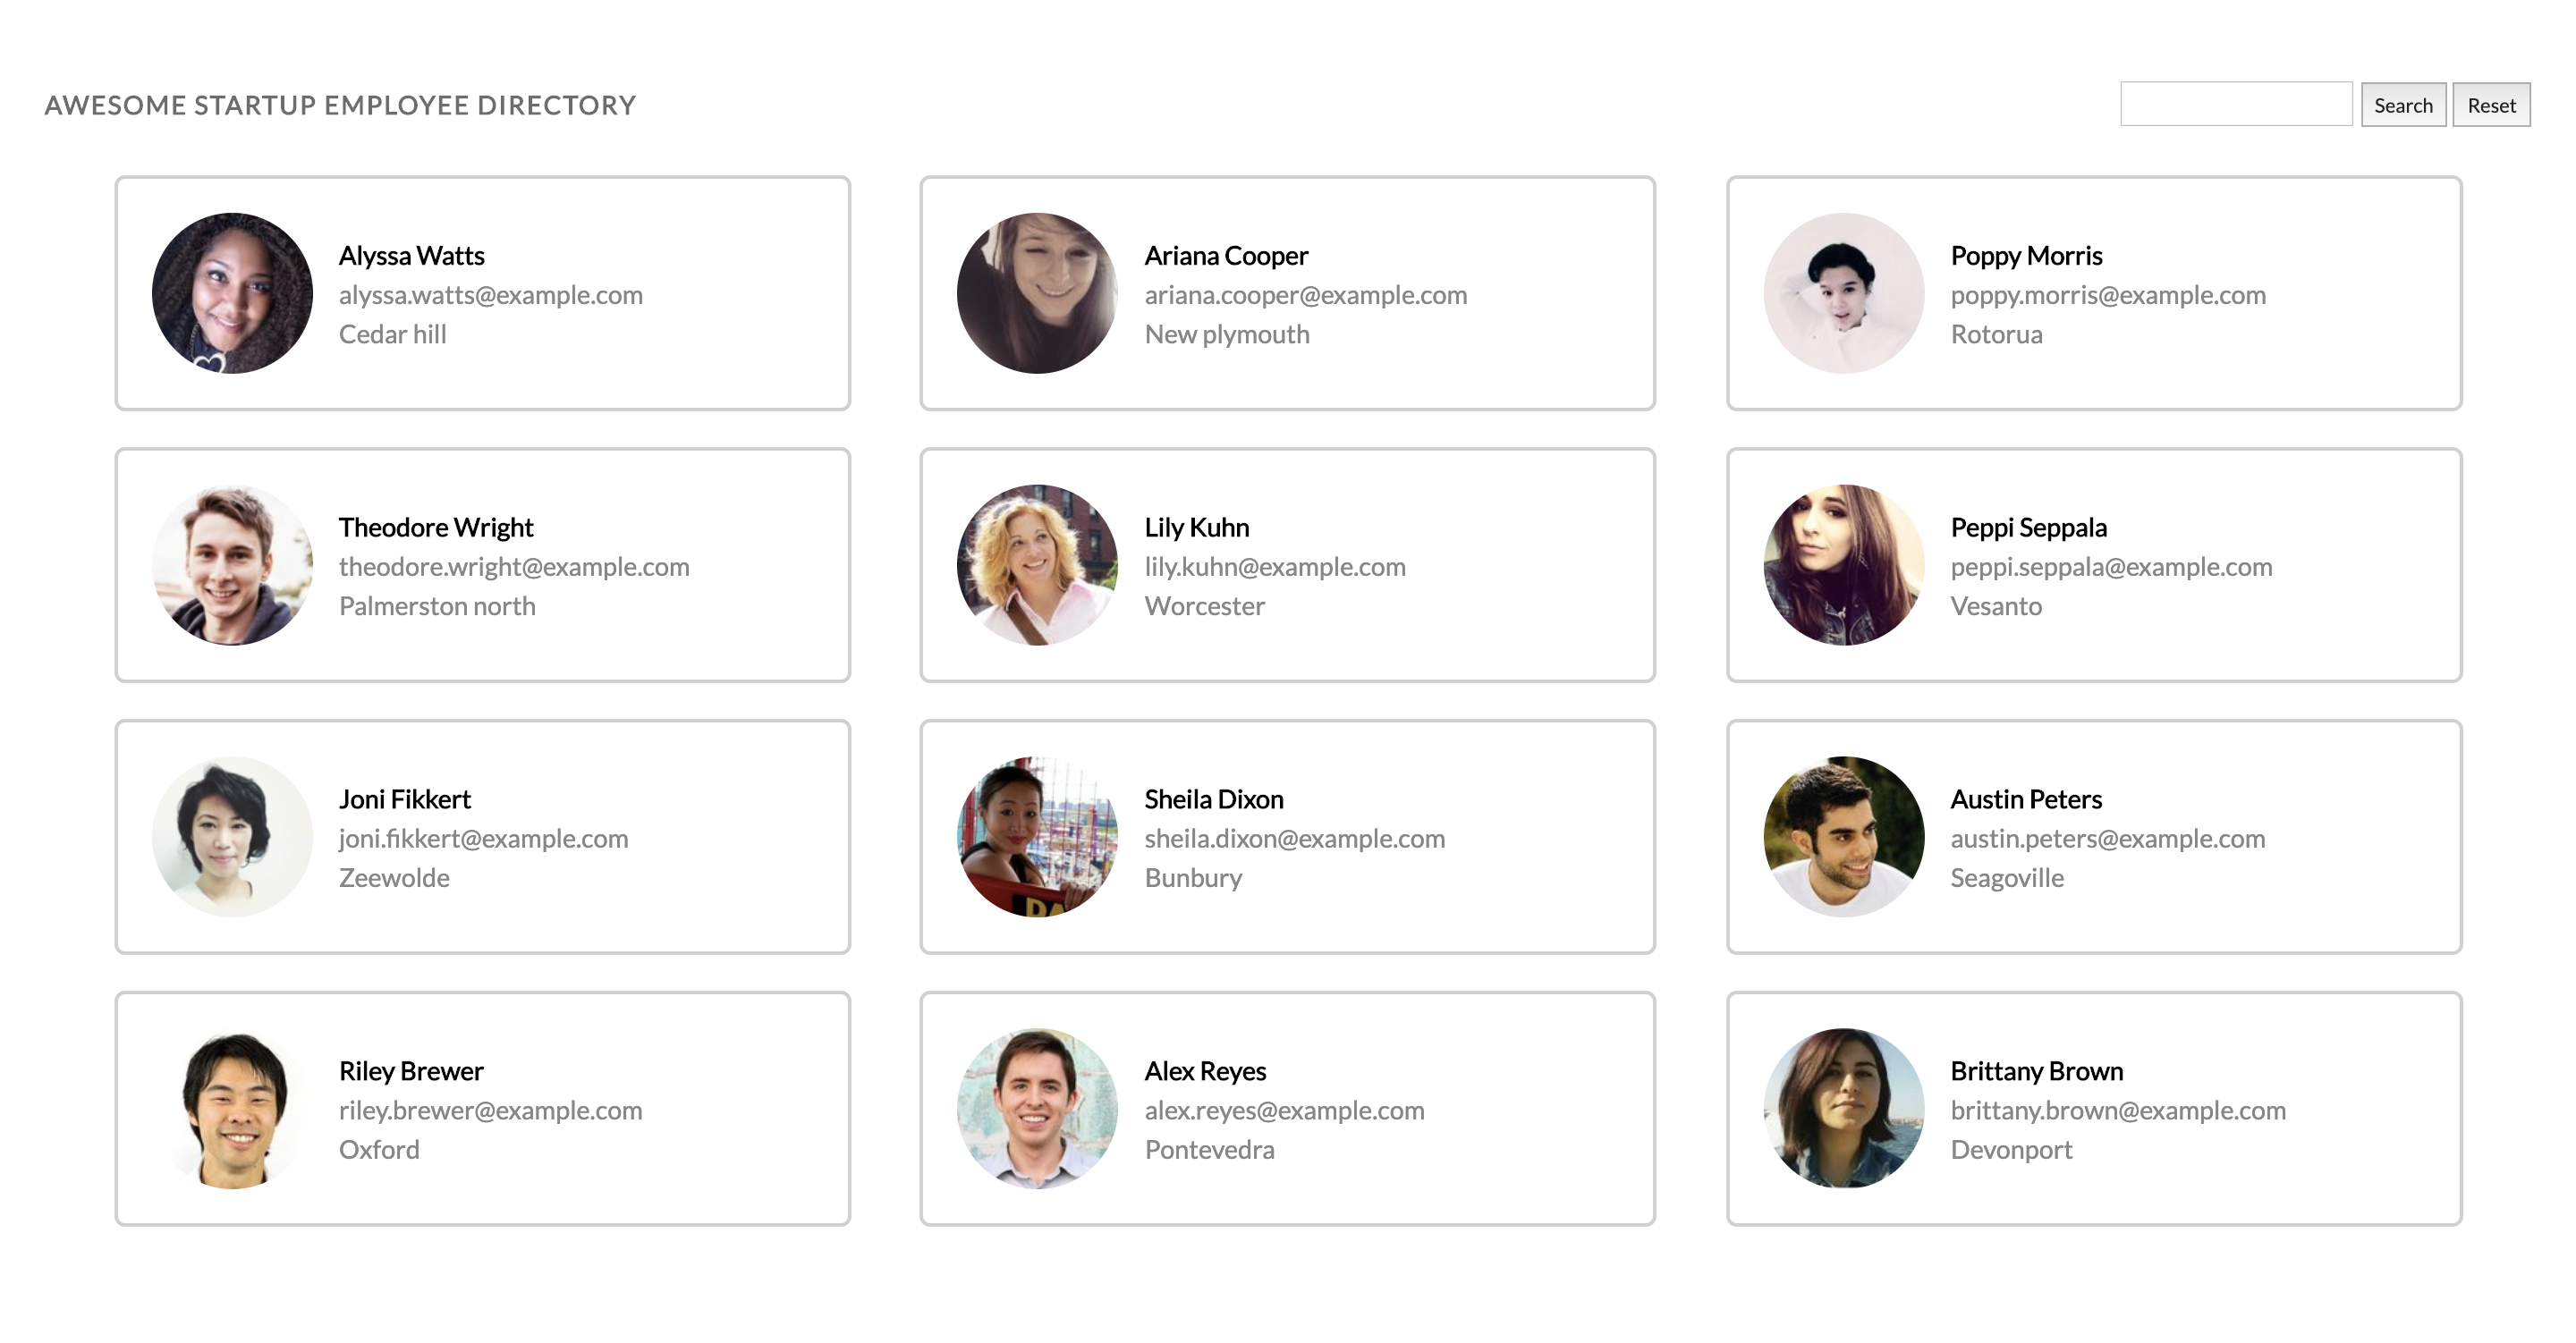 AWESOME STARTUP EMPLOYEE DIRECTORY
Search
Reset
Alyssa Watts
alyssa.watts@example.com
Cedar hill
Ariana Cooper
ariana.cooper@example.com
New plymouth
Poppy Morris
poppy.morris@example.com
Rotorua
Theodore Wright
theodore.wright@example.com
Palmerston north
Lily Kuhn
lily.kuhn@example.com
Worcester
Peppi Seppala
peppi.seppala@example.com
Vesanto
Joni Fikkert
joni.fikkert@example.com
Zeewolde
Sheila Dixon
sheila.dixon@example.com
Bunbury
Austin Peters
austin.peters@example.com
Seagoville
Riley Brewer
riley.brewer@example.com
Oxford
Alex Reyes
alex.reyes@example.com
Pontevedra
Brittany Brown
brittany.brown@example.com
Devonport